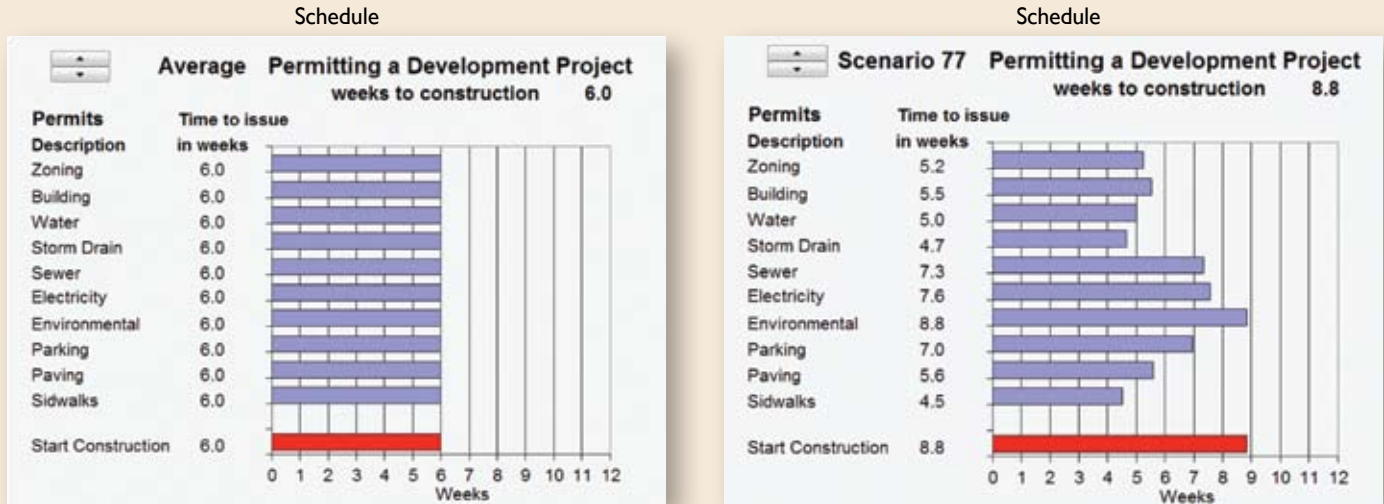 Schedule
Average Permitting a Development Project
weeks to construction 6.0
Permits Time to issue
Description in weeks
Zoning 6.0
Building 6.0
Water 6.0
Storm Drain 6.0
Sewer 6.0
Electricity 6.0
Environmental 6.0
Parking 6.0
Paving 6.0
Sidwalks 6.0
Start Construction 6.0
0 1 2 3 4 5 6 7 8 9 10 11 12
Weeks
Schedule
Scenario 77 Permitting a Development Project
weeks to construction 8.8
Permits Time to issue
Description in weeks
Zoning 5.2
Building 5.5
Water 5.0
Storm Drain 4.7
Sewer 7.3
Electricity 7.6
Environmental 8.8
Parking 7.0
Paving 5.6
Sidwalks 4.5
Start Construction 8.8
0 1 2 3 4 5 6 7 8 9 10 11 12
Weeks